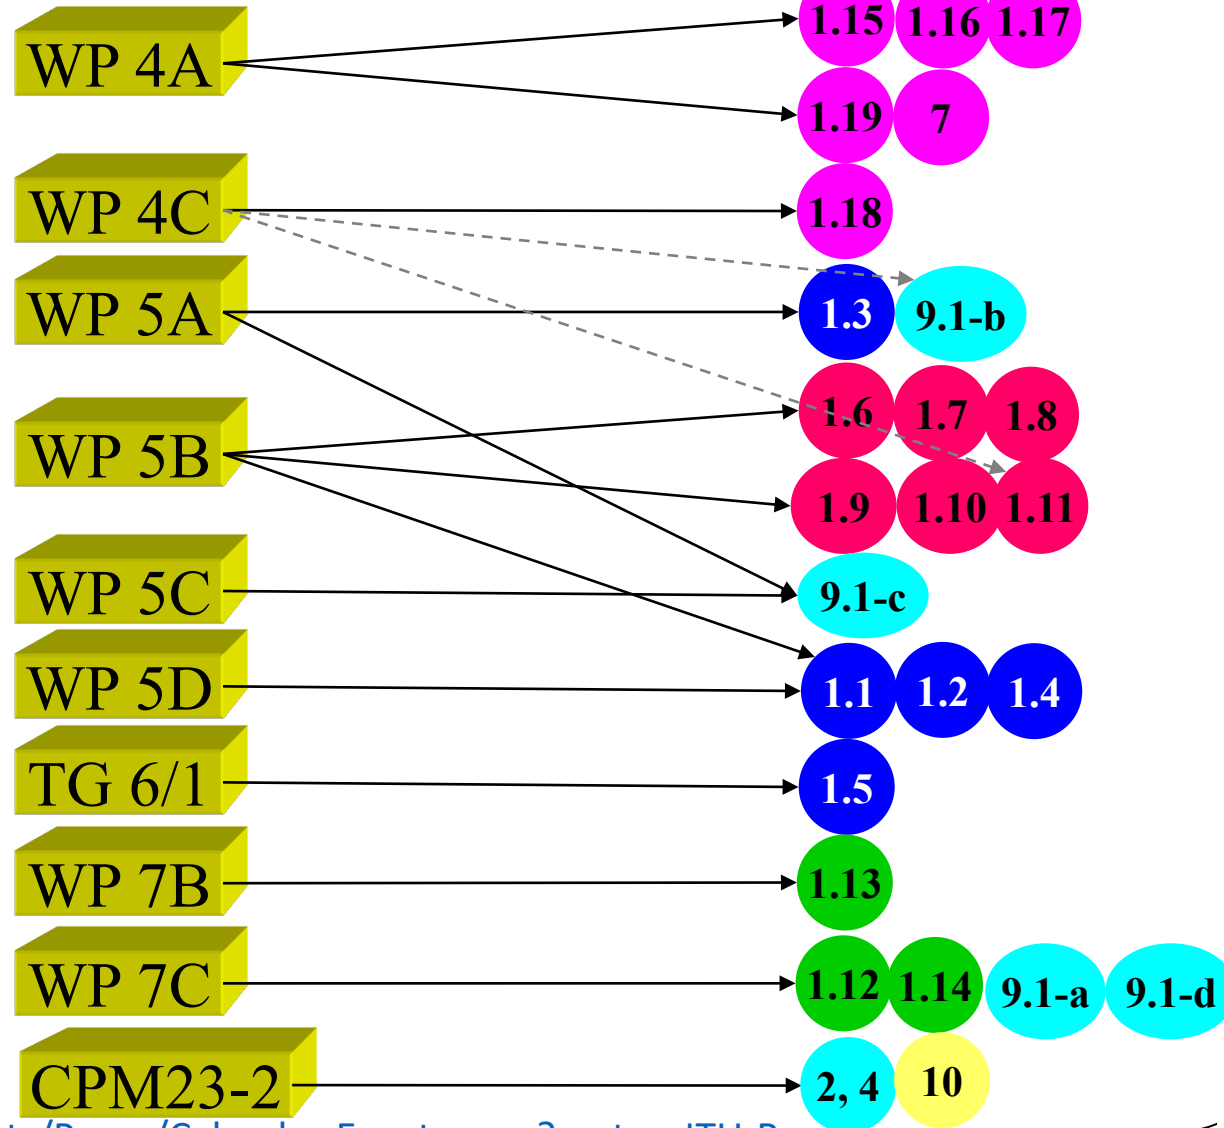 WP 4A
1.15 1.16 1.17
1.19 7
WP 4C
1.18
WP 5A
1.3 9.1-b
WP 5B
1.6 1.7 1.8
1.9 1.10 1.11
WP 5C
9.1-c
WP 5D
1.1 1.2 1.4
TG 6/1
1.5
WP 7B
1.13
WP 7C
1.12 1.14 9.1-a 9.1-d
CPM23-2
2, 4 10